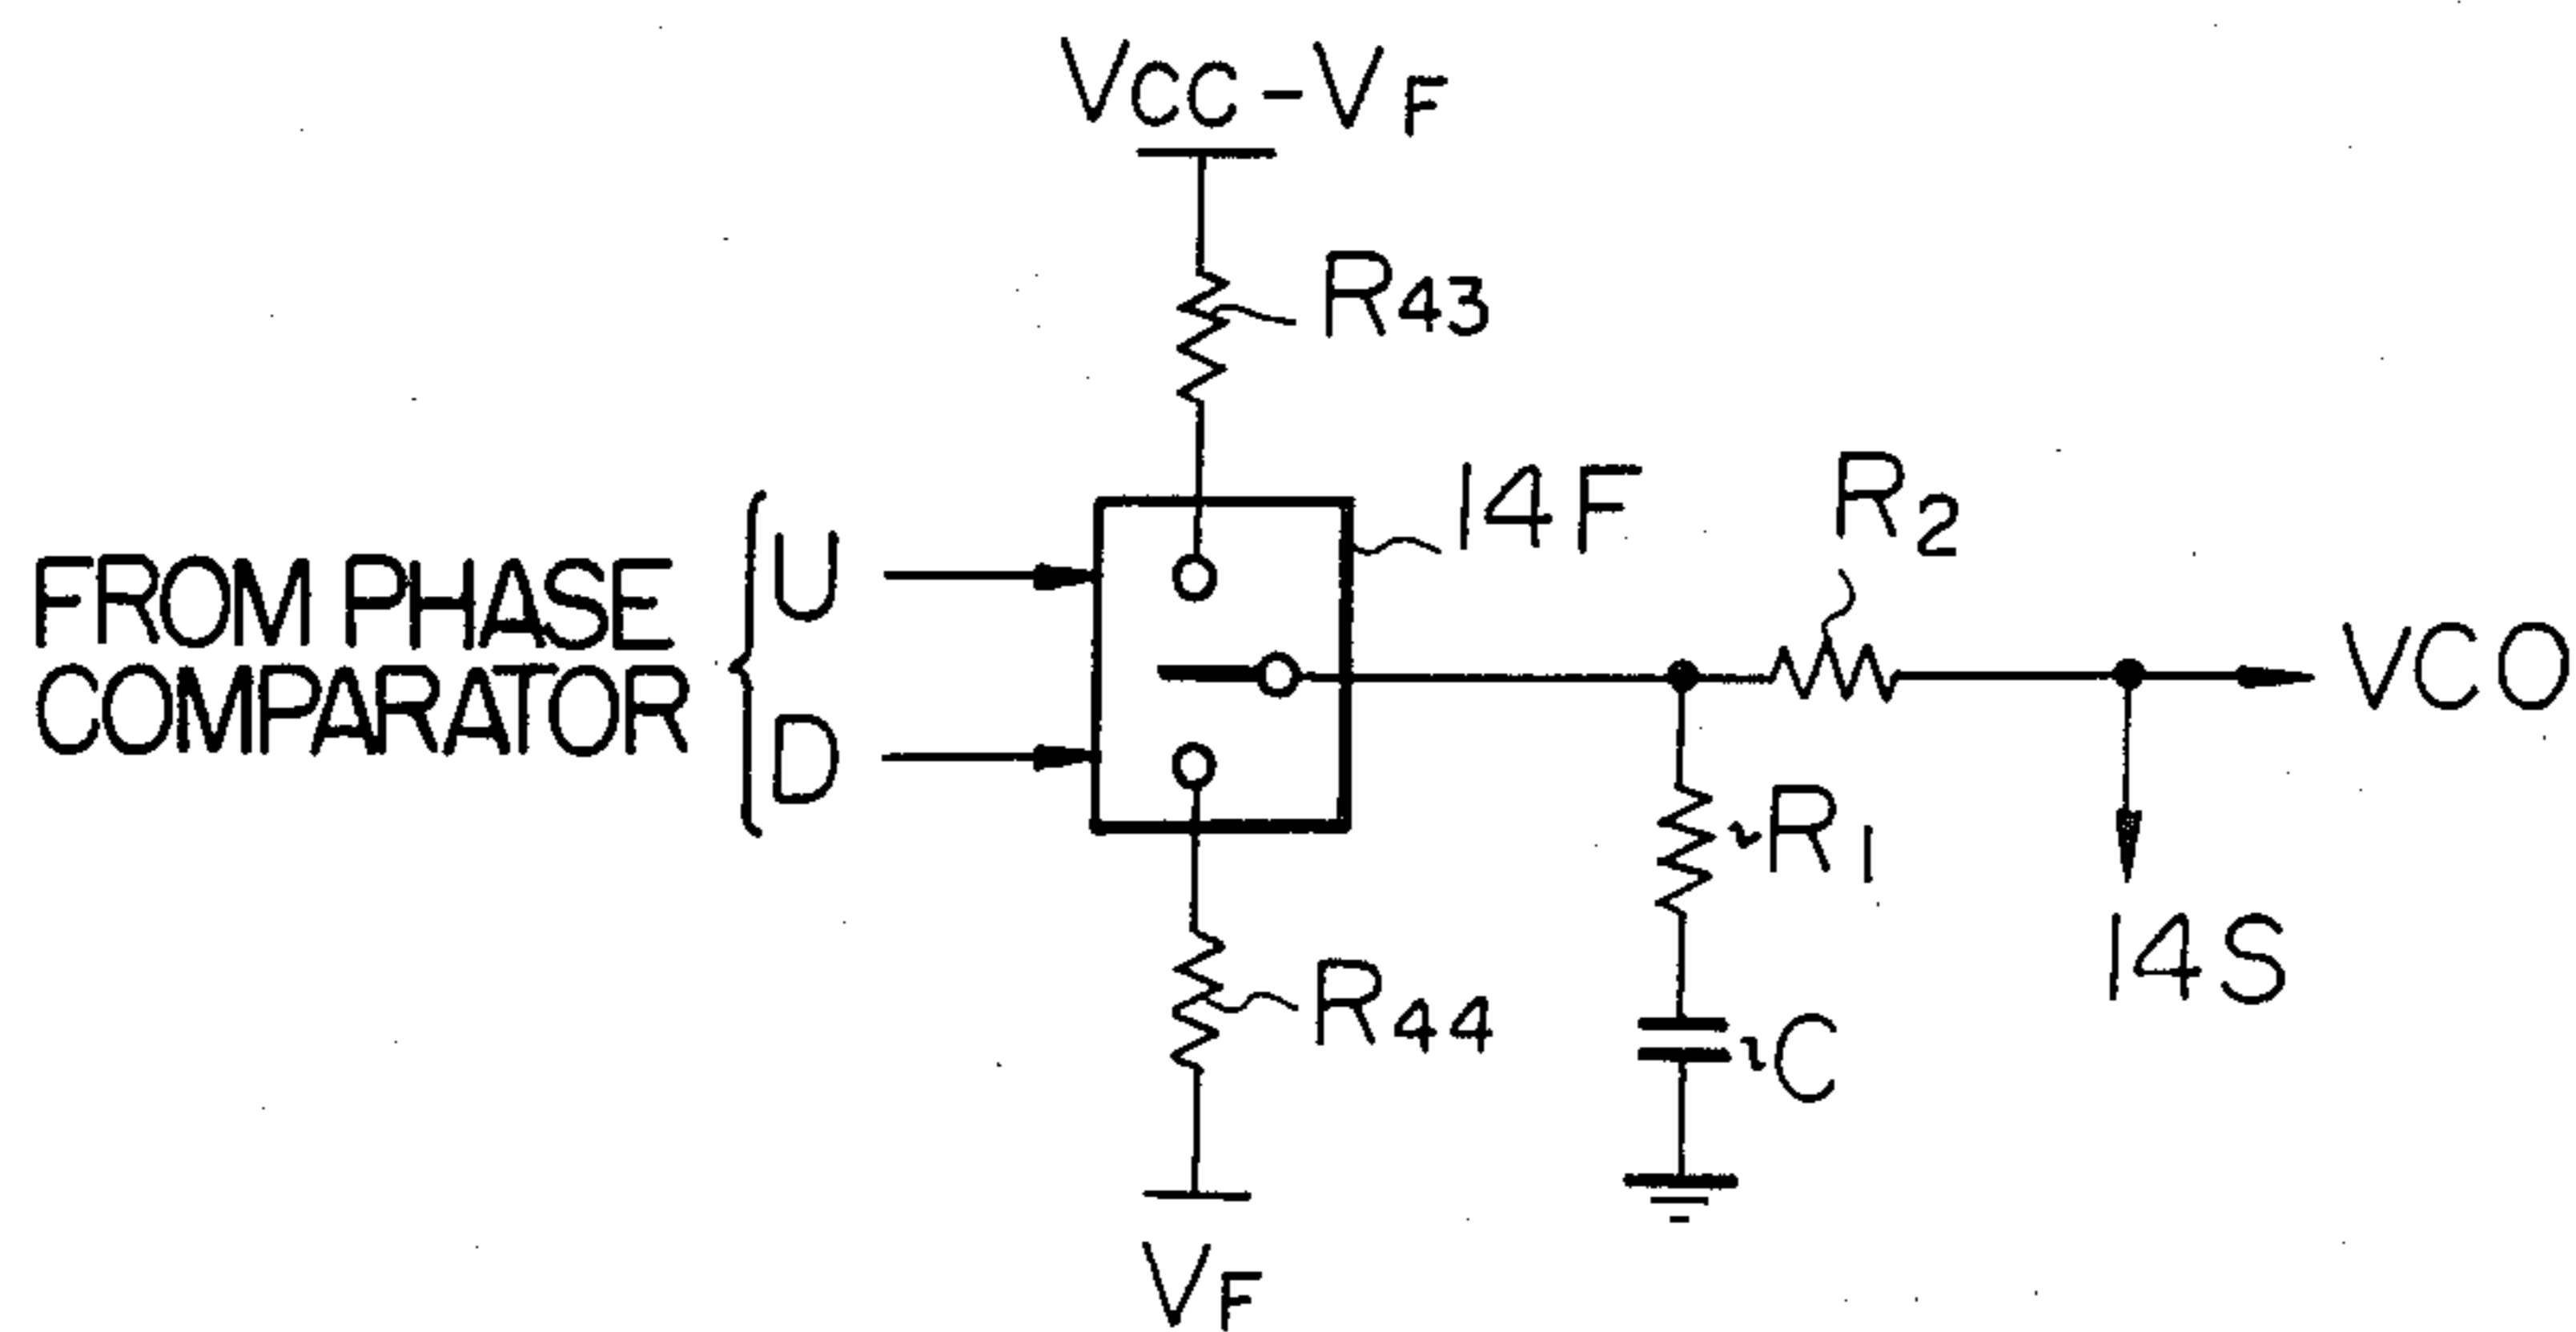 VCC-VF
R43
14F
R2
FROM PHASE
COMPARATOR
U
D
VCO
R1
14S
R44
C
VF